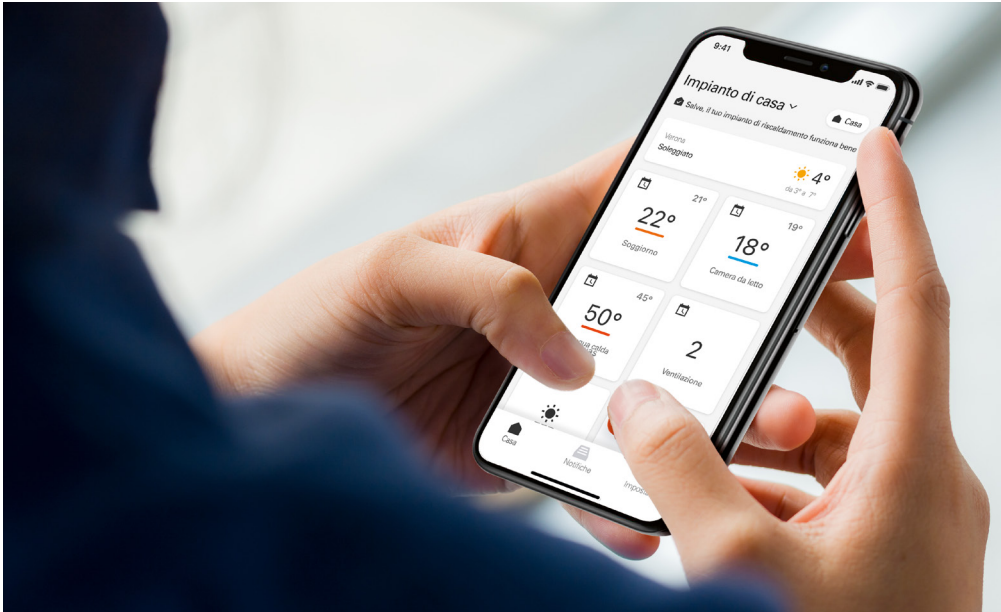 9:41
Impianto di casa
Casa
Salve, il tuo impianto di riscaldamento funziona bene
Verona
Soleggiato
4°
da 3° a 7°
21°
22°
Soggiorno
19°
18°
Camera da letto
45°
50°
calda
2
Ventilazione
Casa
Notifiche